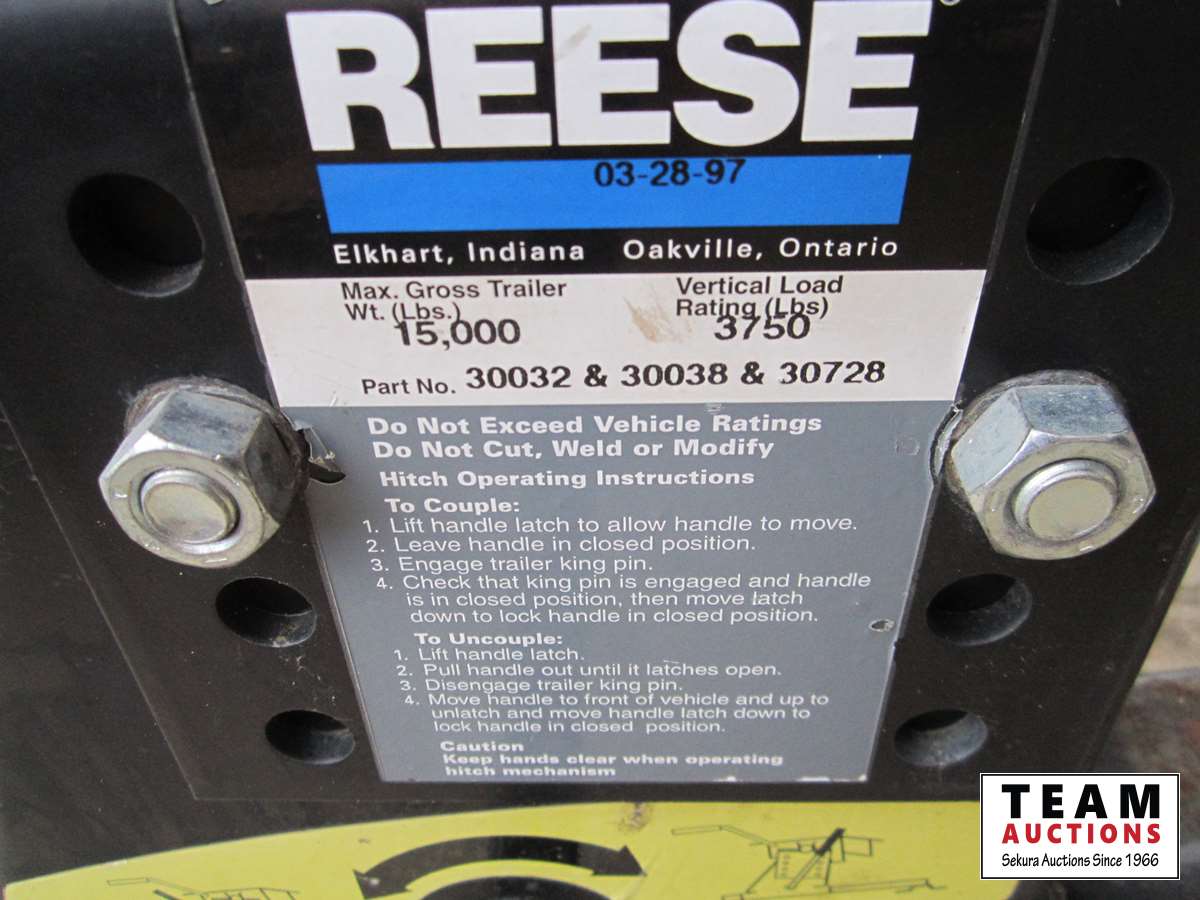 REESE
03-28-97
Elkhart, Indiana Oakville, Ontario
Max. Gross Trailer Vertical Load
Wt. (Lbs.) Rating (Lbs)
15,000 3750
Part No. 30032 & 30038 & 30728
Do Not Exceed Vehicle Ratings
Do Not Cut, Weld or Modify
Hitch Operating Instructions
To Couple:
1. Lift handle latch to allow handle to move.
2. Leave handle in closed position.
3. Engage trailer king pin.
4. Check that king pin is engaged and handle
is in closed position, then move latch
down to lock handle in closed position.
To Uncouple:
1. Lift handle latch.
2. Pull handle out until it latches open.
3. Disengage trailer king pin.
4. Move handle to front of vehicle and up to
unlatch and move handle latch down to
lock handle in closed position.
Caution
Keep hands clear when operating
hitch mechanism
TEAM
AUCTIONS
Sekura Auctions Since 1966